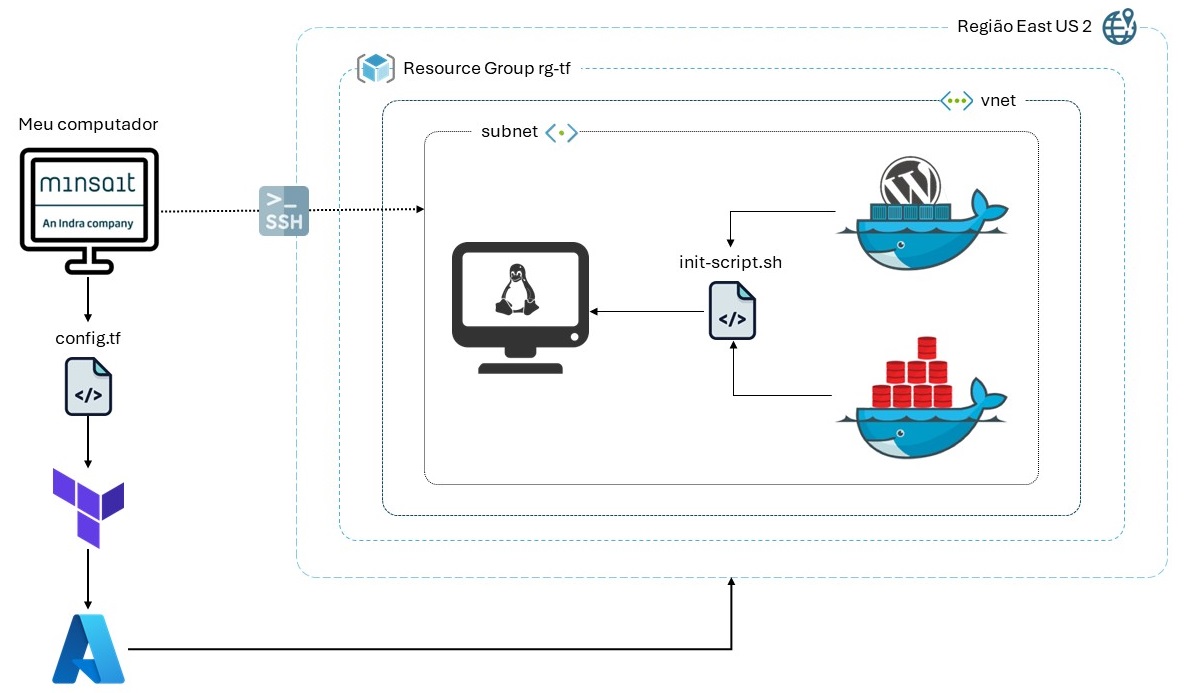 Região East US 2
Resource Group rg-tf
vnet
Meu computador
subnet
minsait
An Indra company
>_
SSH
W
init-script.sh
</>
config.tf
</>